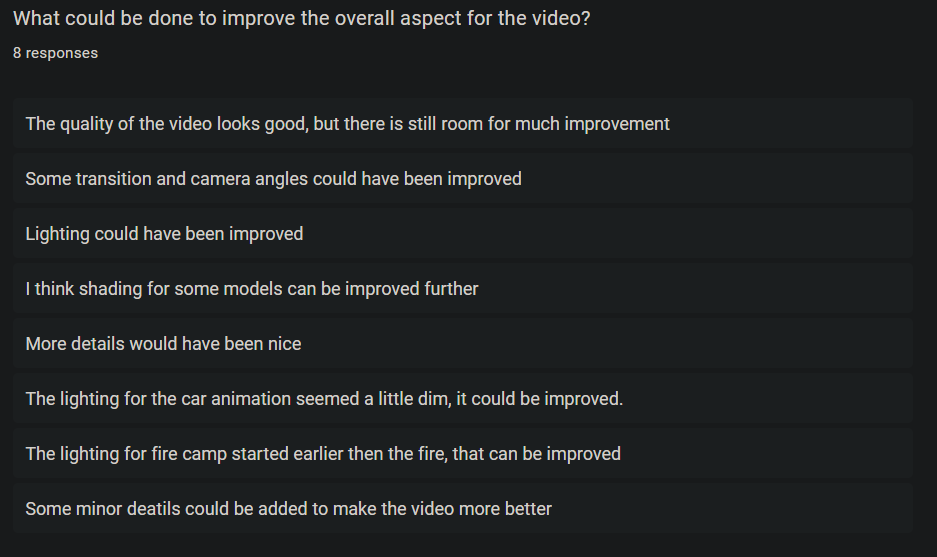 What could be done to improve the overall aspect for the video?
8 responses
The quality of the video looks good, but there is still room for much improvement
Some transition and camera angles could have been improved
Lighting could have been improved
I think shading for some models can be improved further
More details would have been nice
The lighting for the car animation seemed a little dim, it could be improved.
The lighting for fire camp started earlier then the fire, that can be improved
Some minor deatils could be added to make the video more better